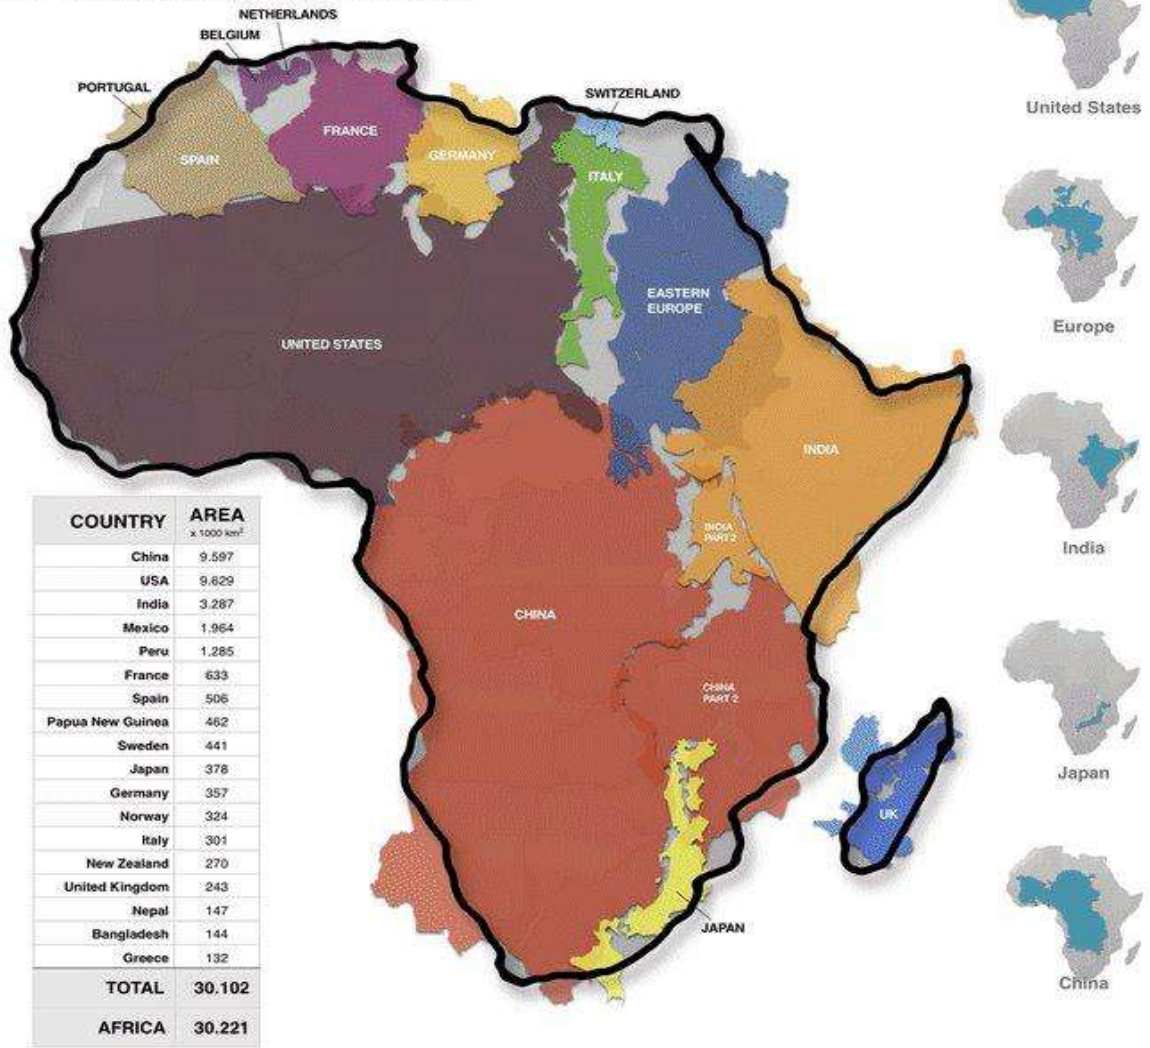 NETHERLANDS
BELGIUM
PORTUGAL
SWITZERLAND
FRANCE
SPAIN
GERMANY
ITALY
EASTERN
EUROPE
UNITED STATES
INDIA
INDIA
PART 2
CHINA
CHINA
PART 2
UK
JAPAN
COUNTRY AREA
x 1000 km²
China 9.597
USA 9.629
India 3.287
Mexico 1.964
Peru 1.285
France 633
Spain 506
Papua New Guinea 462
Sweden 441
Japan 378
Germany 357
Norway 324
Italy 301
New Zealand 270
United Kingdom 243
Nepal 147
Bangladesh 144
Greece 132
TOTAL 30.102
AFRICA 30.221
United States
Europe
India
Japan
China